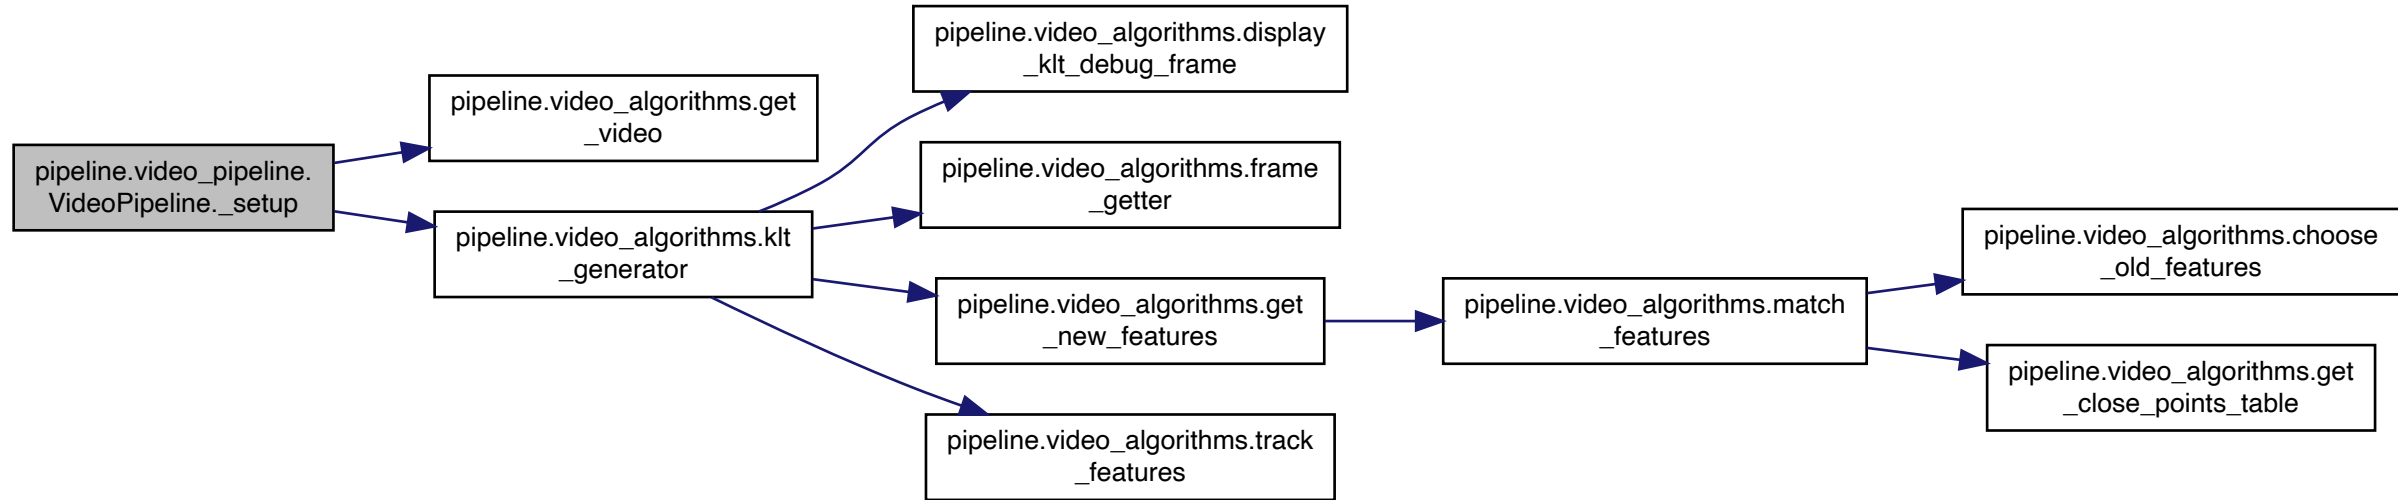 pipeline.video_pipeline.
VideoPipeline._setup
pipeline.video_algorithms.get
_video
pipeline.video_algorithms.klt
_generator
pipeline.video_algorithms.display
_klt_debug_frame
pipeline.video_algorithms.frame
_getter
pipeline.video_algorithms.get
_new_features
pipeline.video_algorithms.track
_features
pipeline.video_algorithms.match
_features
pipeline.video_algorithms.choose
_old_features
pipeline.video_algorithms.get
_close_points_table